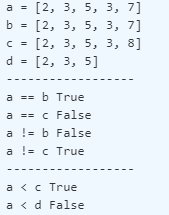 a = [2, 3, 5, 3, 7]
b = [2, 3, 5, 3, 7]
c = [2, 3, 5, 3, 8]
d = [2, 3, 5]
------------------
a == b True
a == c False
a != b False
a != c True
------------------
a < c True
a < d False